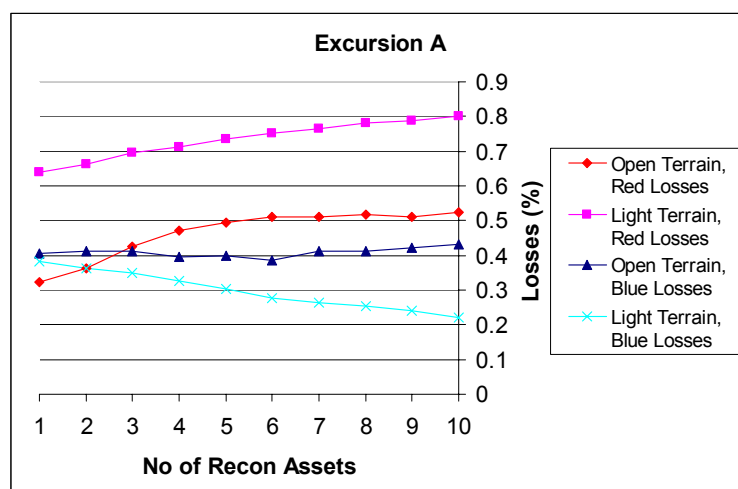 Excursion A
0.9
0.8
0.7
0.6
0.5
0.4
0.3
0.2
0.1
0
Losses (%)
1 2 3 4 5 6 7 8 9 10
No of Recon Assets
Open Terrain,
Red Losses
Light Terrain,
Red Losses
Open Terrain,
Blue Losses
Light Terrain,
Blue Losses